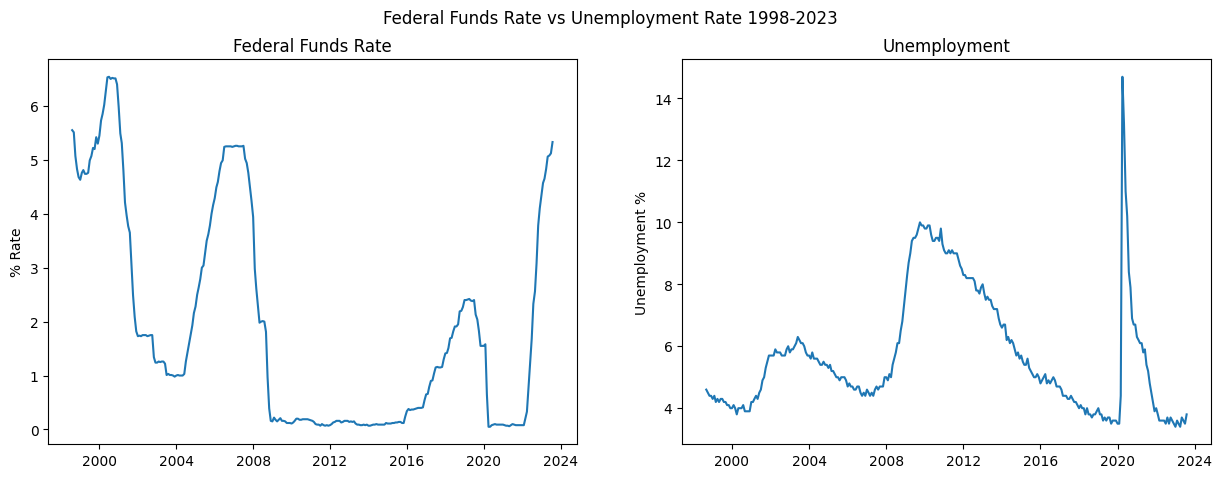 Federal Funds Rate vs Unemployment Rate 1998-2023
Federal Funds Rate
% Rate
6
5
4
3
2
1
0
2000 2004 2008 2012 2016 2020 2024
Unemployment
Unemployment %
14
12
10
8
6
4
2000 2004 2008 2012 2016 2020 2024